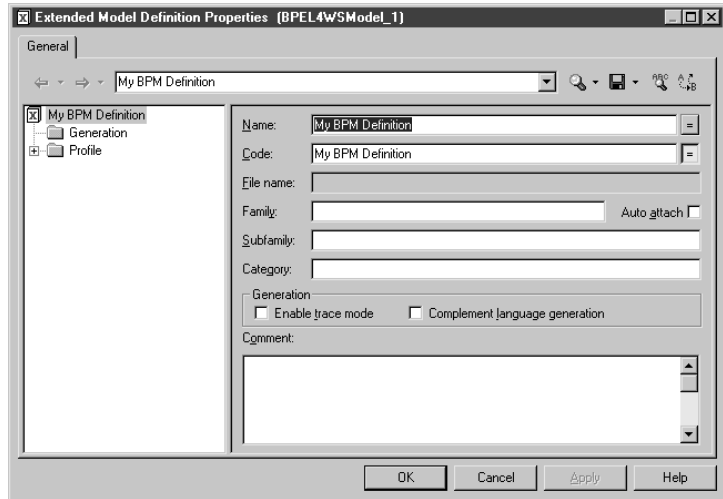 Extended Model Definition Properties (BPEL4WSModel_1)
General
My BPM Definition
My BPM Definition
Generation
Profile
Name: My BPM Definition =
Code: My BPM Definition =
File name:
Family: Auto attach
Subfamily:
Category:
Generation
Enable trace mode Complement language generation
Comment:
OK Cancel Apply Help